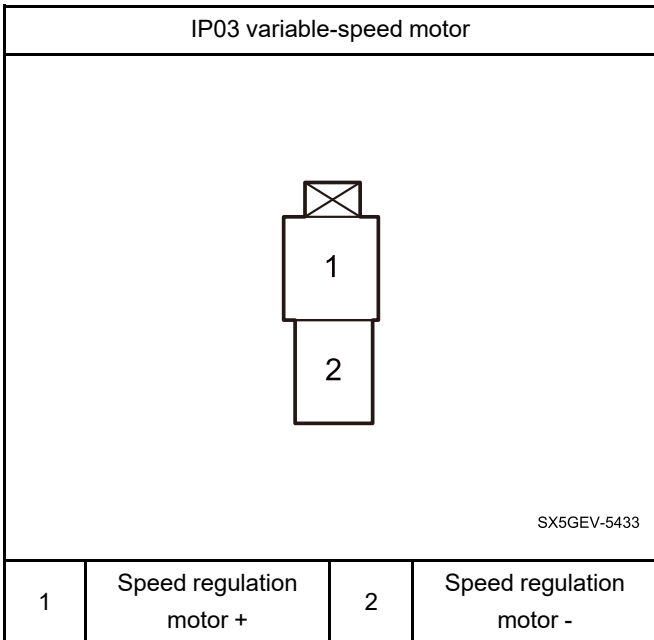 IP03 variable-speed motor
1
2
SX5GEV-5433
1 Speed regulation motor + 2 Speed regulation motor -